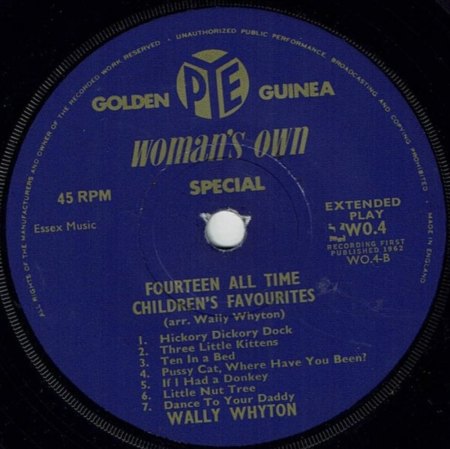 ALL RIGHTS OF THE MANUFACTURERS AND OWNER OF THE RECORDED WORK RESERVED · UNAUTHORIZED PUBLIC PERFORMANCE, BROADCASTING AND COPYING PROHIBITED · MADE IN ENGLAND
GOLDEN PYE GUINEA
woman's own
SPECIAL
45 RPM
Essex Music
EXTENDED
PLAY
WO.4
RECORDING FIRST
PUBLISHED 1962
WO.4-B
FOURTEEN ALL TIME
CHILDREN'S FAVOURITES
(arr. Wally Whyton)
1. Hickory Dickory Dock
2. Three Little Kittens
3. Ten In a Bed
4. Pussy Cat, Where Have You Been?
5. If I Had a Donkey
6. Little Nut Tree
7. Dance To Your Daddy
WALLY WHYTON